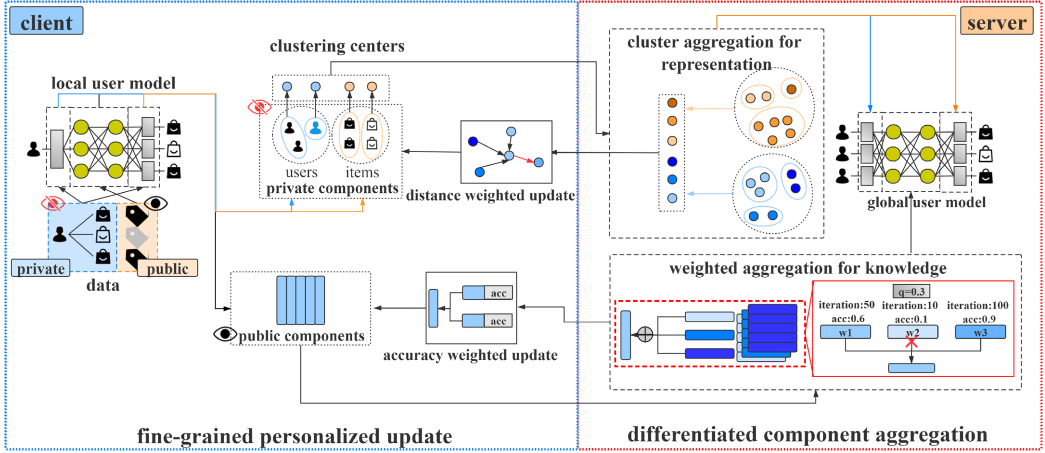 client
server
clustering centers
cluster aggregation for
representation
local user model
users
items
private components
distance weighted update
global user model
private
public
data
weighted aggregation for knowledge
q=0.3
iteration:50
iteration:10
iteration:100
acc:0.6
acc:0.1
acc:0.9
w1
w2
w3
acc
acc
public components
accuracy weighted update
fine-grained personalized update
differentiated component aggregation